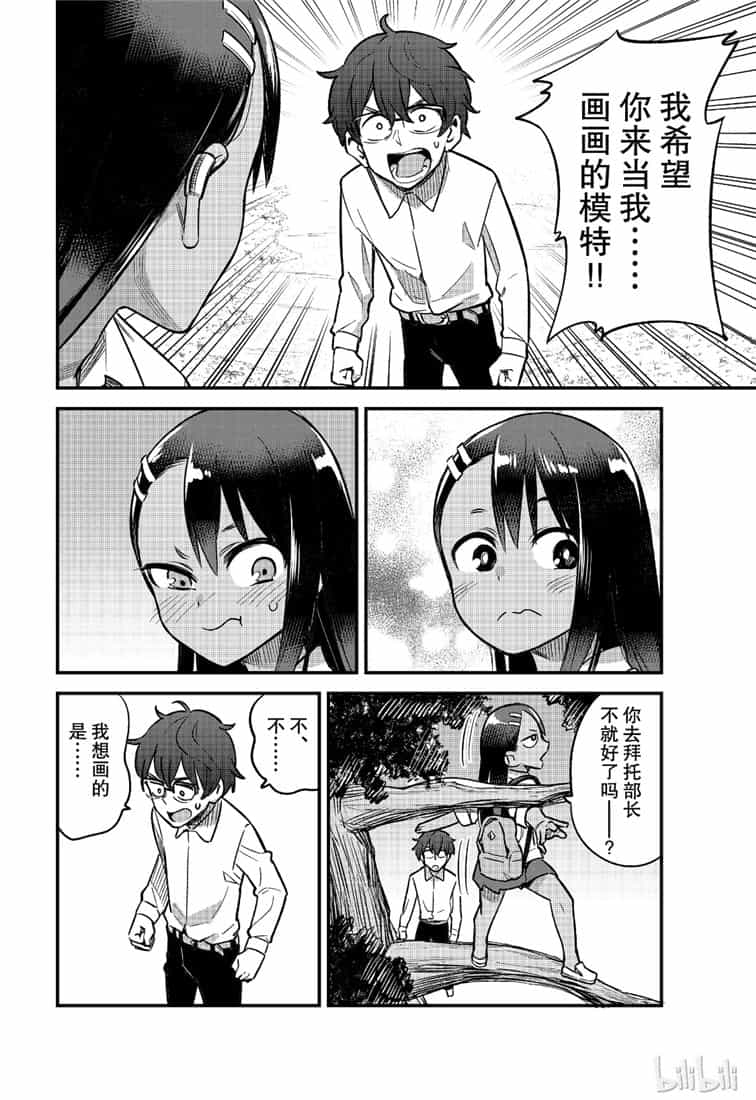 我希望
你来当我……
画画的模特!!
你去拜托部长
不就好了吗——?
不、
不……
我想画的
是……
bilibili